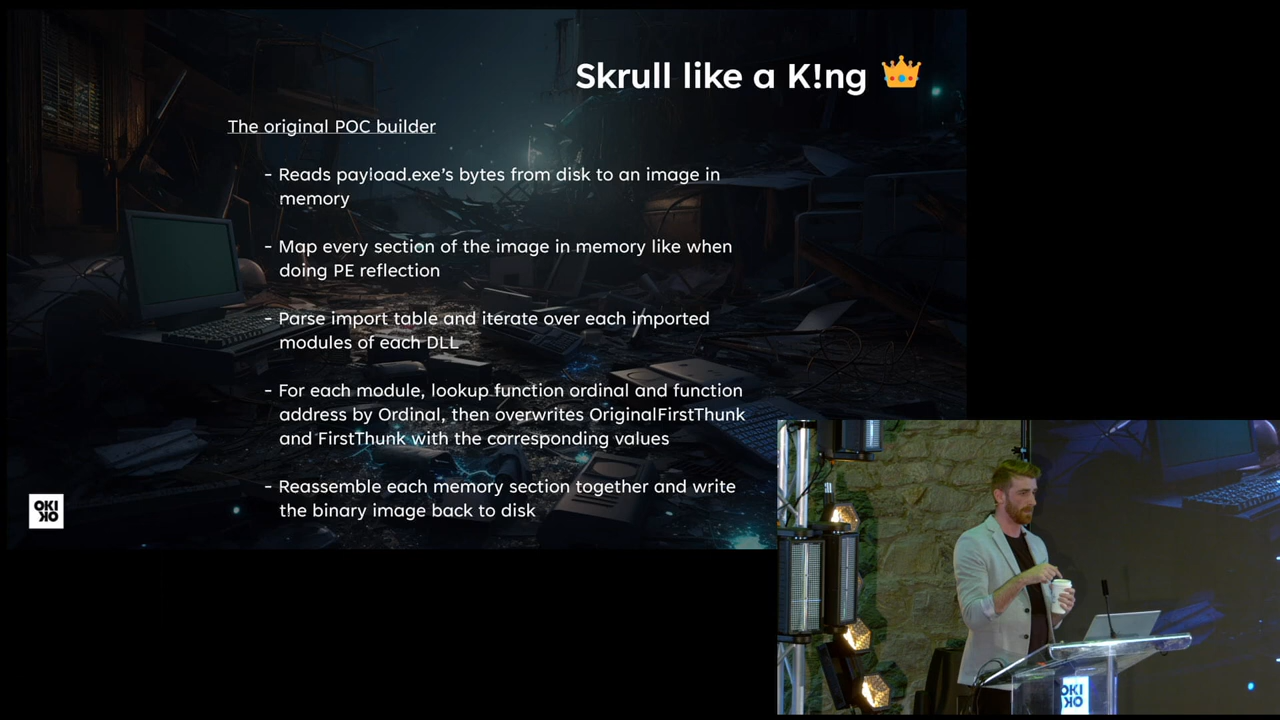 Skrull like a K!ng 👑
The original POC builder
- Reads payload.exe's bytes from disk to an image in
memory
- Map every section of the image in memory like when
doing PE reflection
- Parse import table and iterate over each imported
modules of each DLL
- For each module, lookup function ordinal and function
address by Ordinal, then overwrites OriginalFirstThunk
and FirstThunk with the corresponding values
- Reassemble each memory section together and write
the binary image back to disk
OKI
OKI
OKI
OKI